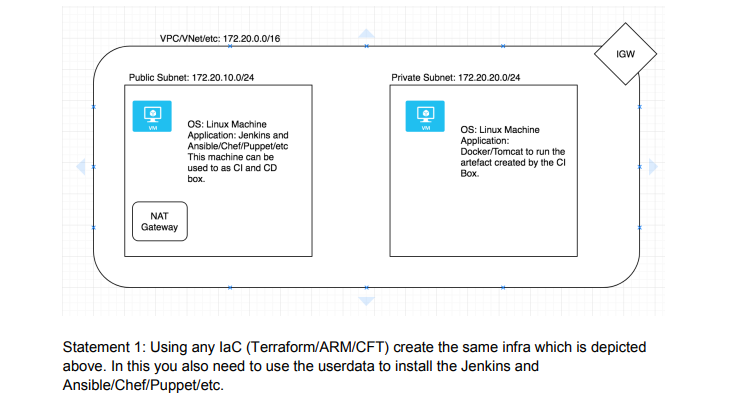 VPC/VNet/etc: 172.20.0.0/16
IGW
Public Subnet: 172.20.10.0/24
VM
OS: Linux Machine
Application: Jenkins and
Ansible/Chef/Puppet/etc
This machine can be
used to as CI and CD
box.
NAT
Gateway
Private Subnet: 172.20.20.0/24
VM
OS: Linux Machine
Application:
Docker/Tomcat to run the
artefact created by the CI
Box.
Statement 1: Using any IaC (Terraform/ARM/CFT) create the same infra which is depicted
above. In this you also need to use the userdata to install the Jenkins and
Ansible/Chef/Puppet/etc.